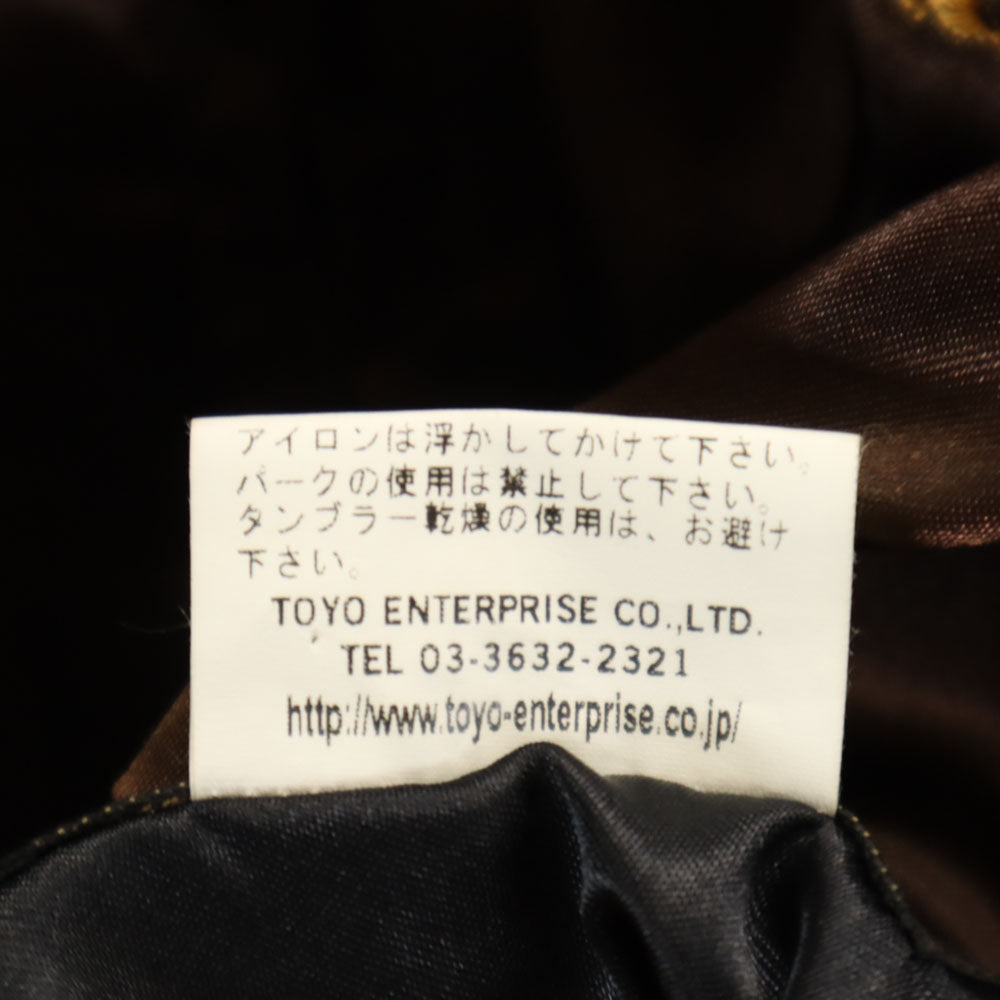 アイロンは浮かしてかけて下さい。
パークの使用は禁止して下さい。
タンブラー乾燥の使用は、お避け
下さい。
TOYO ENTERPRISE CO.,LTD.
TEL 03-3632-2321
http://www.toyo-enterprise.co.jp/